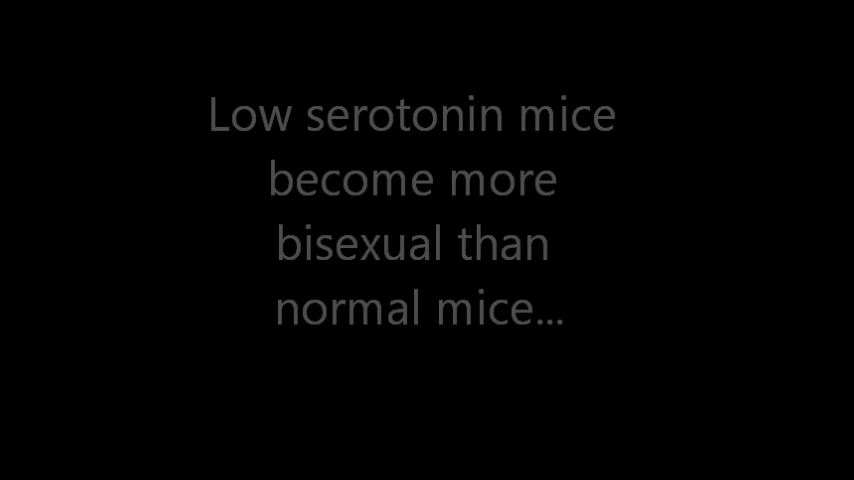 Low serotonin mice
become more
bisexual than
normal mice...